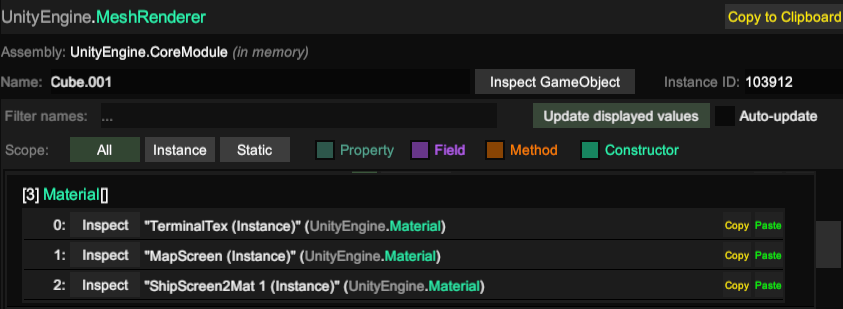 UnityEngine.MeshRenderer Copy to Clipboard
Assembly: UnityEngine.CoreModule (in memory)
Name: Cube.001 Inspect GameObject Instance ID: 103912
Filter names: ... Update displayed values Auto-update
Scope: All Instance Static Property Field Method Constructor
[3] Material[]
0: Inspect "TerminalTex (Instance)" (UnityEngine.Material) Copy Paste
1: Inspect "MapScreen (Instance)" (UnityEngine.Material) Copy Paste
2: Inspect "ShipScreen2Mat 1 (Instance)" (UnityEngine.Material) Copy Paste